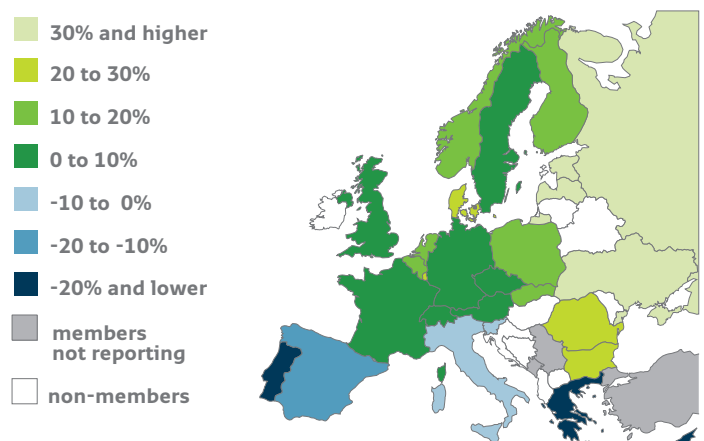 30% and higher
20 to 30%
10 to 20%
0 to 10%
-10 to 0%
-20 to -10%
-20% and lower
members
not reporting
non-members